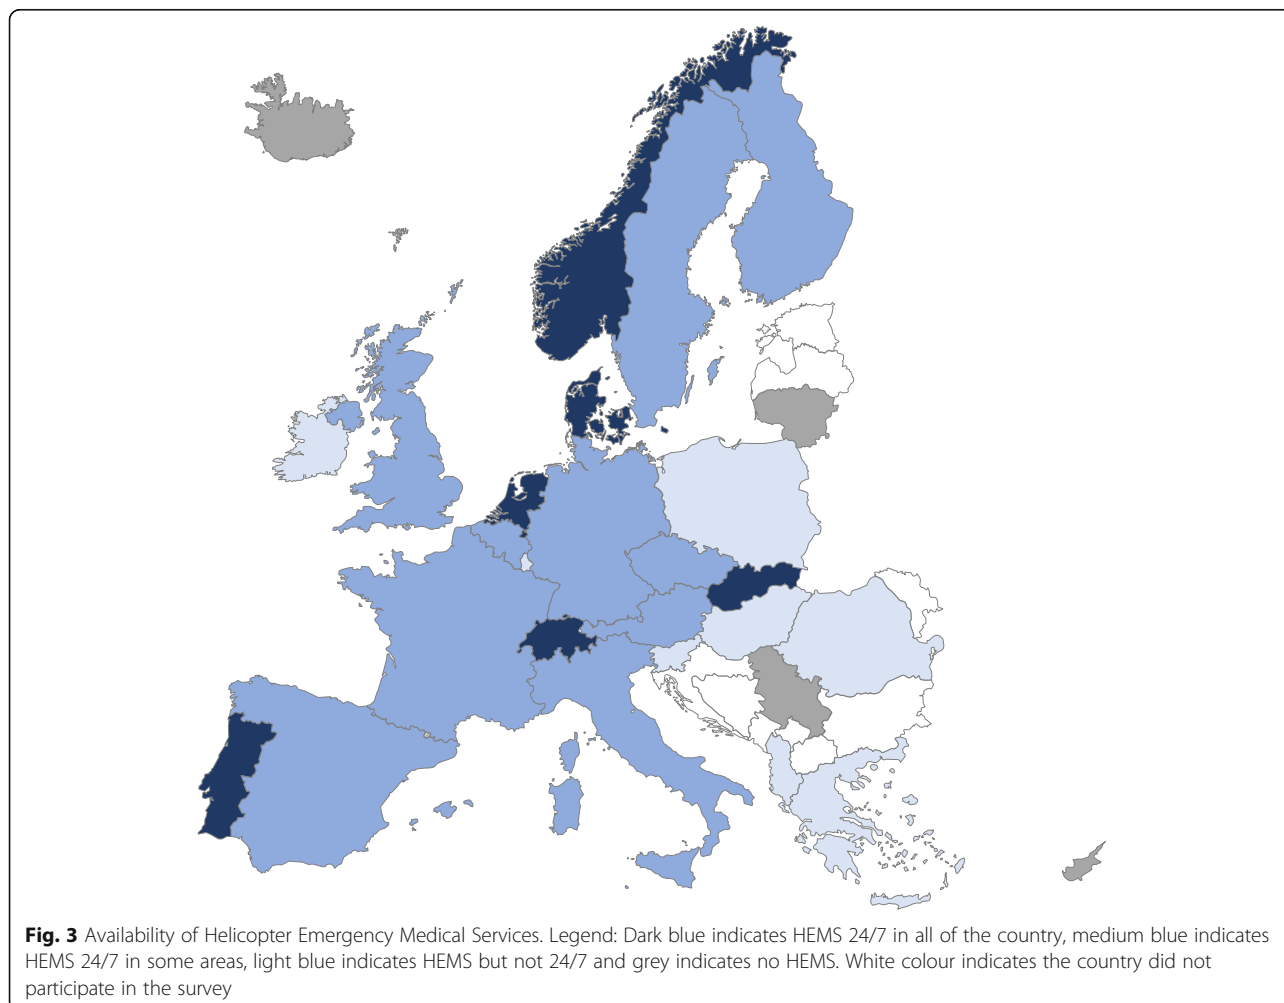 Fig. 3 Availability of Helicopter Emergency Medical Services. Legend: Dark blue indicates HEMS 24/7 in all of the country, medium blue indicates
HEMS 24/7 in some areas, light blue indicates HEMS but not 24/7 and grey indicates no HEMS. White colour indicates the country did not
participate in the survey